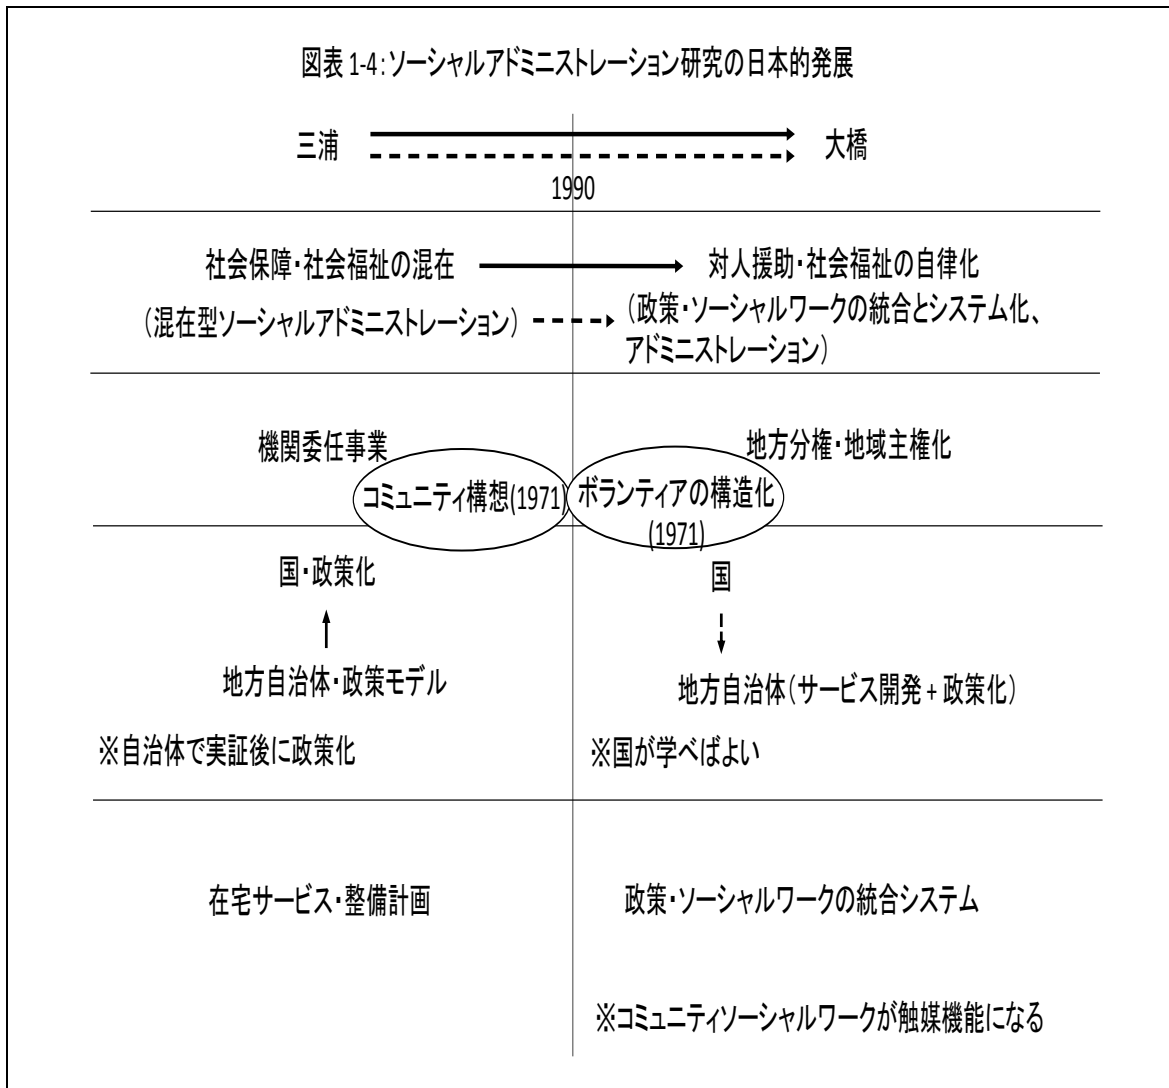 図表 1-4:ソーシャルアドミニストレーション研究の日本的発展
三浦
大橋
1990
社会保障・社会福祉の混在
対人援助・社会福祉の自律化
(混在型ソーシャルアドミニストレーション)
(政策・ソーシャルワークの統合とシステム化、
アドミニストレーション)
機関委任事業
地方分権・地域主権化
コミュニティ構想(1971)
ボランティアの構造化
(1971)
国・政策化
国
地方自治体・政策モデル
地方自治体(サービス開発 + 政策化)
※自治体で実証後に政策化
※国が学べばよい
在宅サービス・整備計画
政策・ソーシャルワークの統合システム
※コミュニティソーシャルワークが触媒機能になる